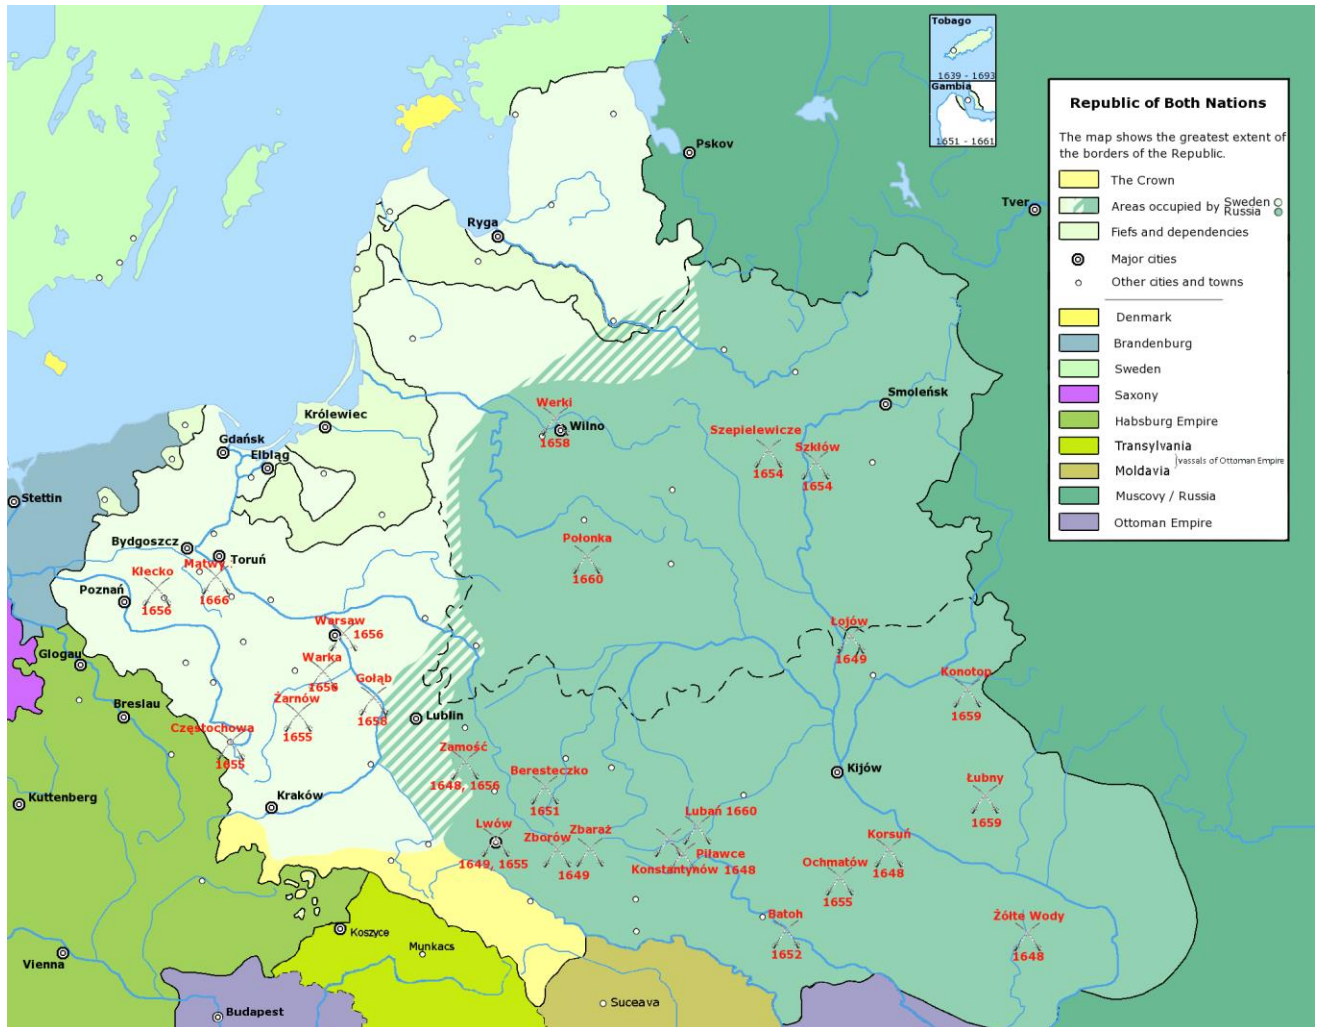 Tobago
1639 - 1693
Gambia
1651 - 1661
Republic of Both Nations
The map shows the greatest extent of
the borders of the Republic.
The Crown
Areas occupied by Sweden
Russia
Fiefs and dependencies
Major cities
Other cities and towns
Denmark
Brandenburg
Sweden
Saxony
Habsburg Empire
Transylvania
Moldavia
}vassals of Ottoman Empire
Muscovy / Russia
Ottoman Empire
Pskov
Tver
Ryga
Smoleńsk
Królewiec
Werki
Wilno
1658
Szepielewicze
1654
Szkłów
1654
Gdańsk
Elbląg
Stettin
Bydgoszcz
Toruń
Połonka
1660
Kłecko
1656
Mątwy
1666
Poznań
Warsaw
1656
Łojów
1649
Glogau
Warka
1656
Gołąb
1658
Konotop
1659
Breslau
Żarnów
1655
Lublin
Częstochowa
1655
Zamość
1648, 1656
Beresteczko
1651
Kijów
Łubny
1659
Kuttenberg
Kraków
Lubań 1660
Lwów
1649, 1655
Zborów
Zbaraż
1649
Piławce
Konstantynów 1648
Korsuń
1648
Ochmatów
1655
Batoh
1652
Żółte Wody
1648
Koszyce
Munkacs
Vienna
Suceava
Budapest